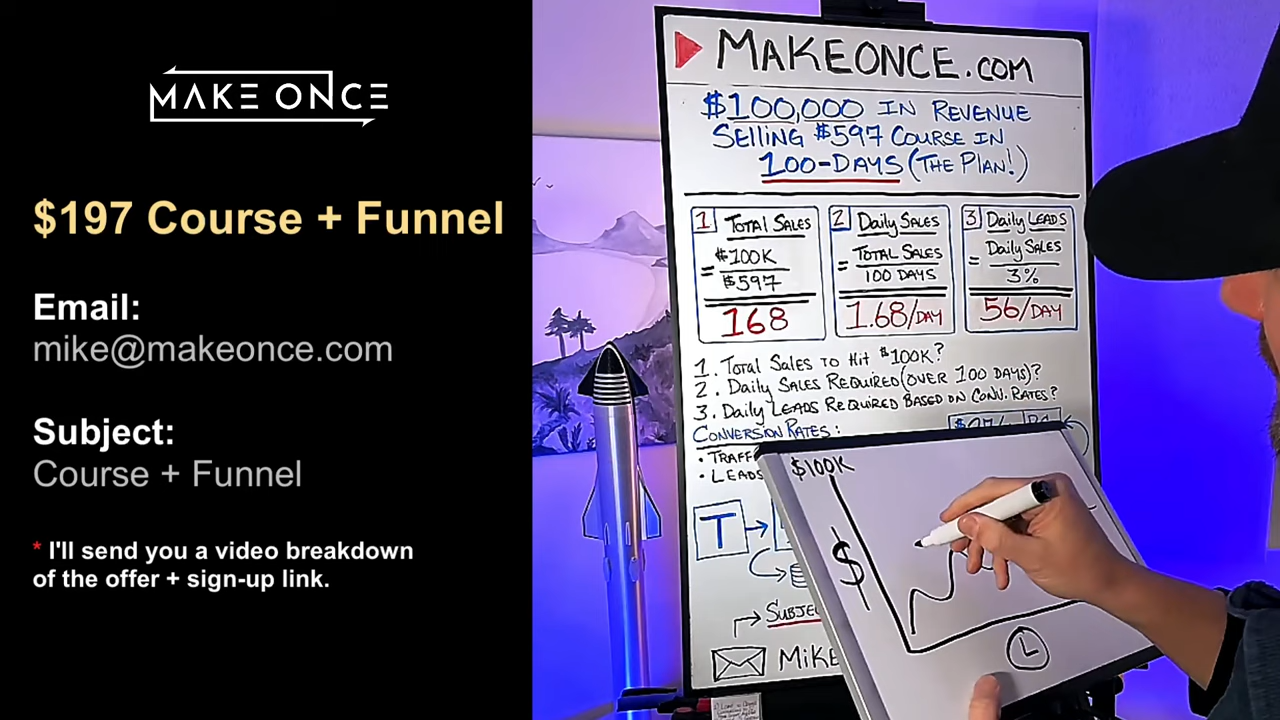 MAKE ONCE
$197 Course + Funnel
Email:
mike@makeonce.com
Subject:
Course + Funnel
* I'll send you a video breakdown
of the offer + sign-up link.
MAKEONCE.COM
$100,000 IN REVENUE
SELLING $597 COURSE IN
100-DAYS (THE PLAN!)
1 TOTAL SALES
= $100K
$597
168
2 DAILY SALES
= TOTAL SALES
100 DAYS
1.68/DAY
3 DAILY LEADS
= DAILY SALES
3%
56/DAY
1. TOTAL SALES TO HIT $100K?
2. DAILY SALES REQUIRED (OVER 100 DAYS)?
3. DAILY LEADS REQUIRED BASED ON CONV. RATES?
CONVERSION RATES:
• TRAFF
• LEADS
T
SUBJE
MIKE
$100K
$